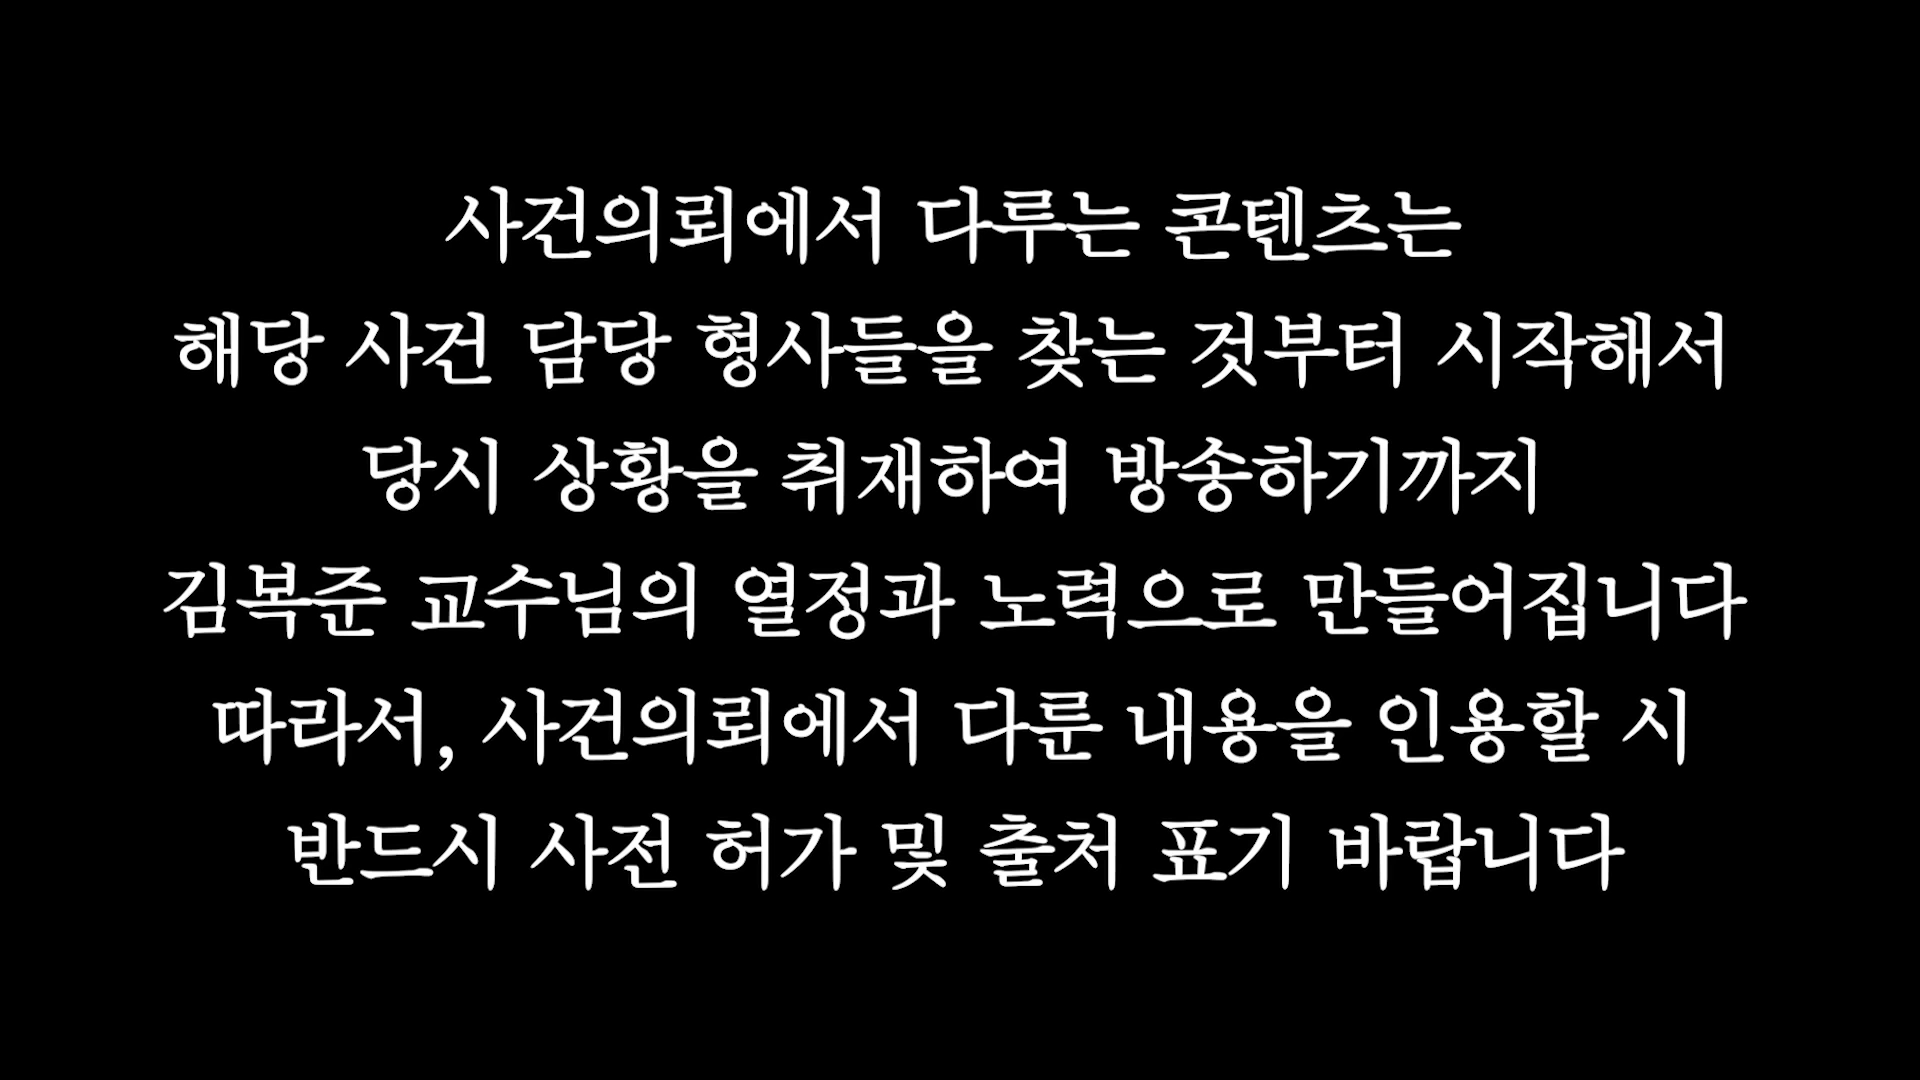 사건의뢰에서 다루는 콘텐츠는
해당 사건 담당 형사들을 찾는 것부터 시작해서
당시 상황을 취재하여 방송하기까지
김복준 교수님의 열정과 노력으로 만들어집니다
따라서, 사건의뢰에서 다룬 내용을 인용할 시
반드시 사전 허가 및 출처 표기 바랍니다